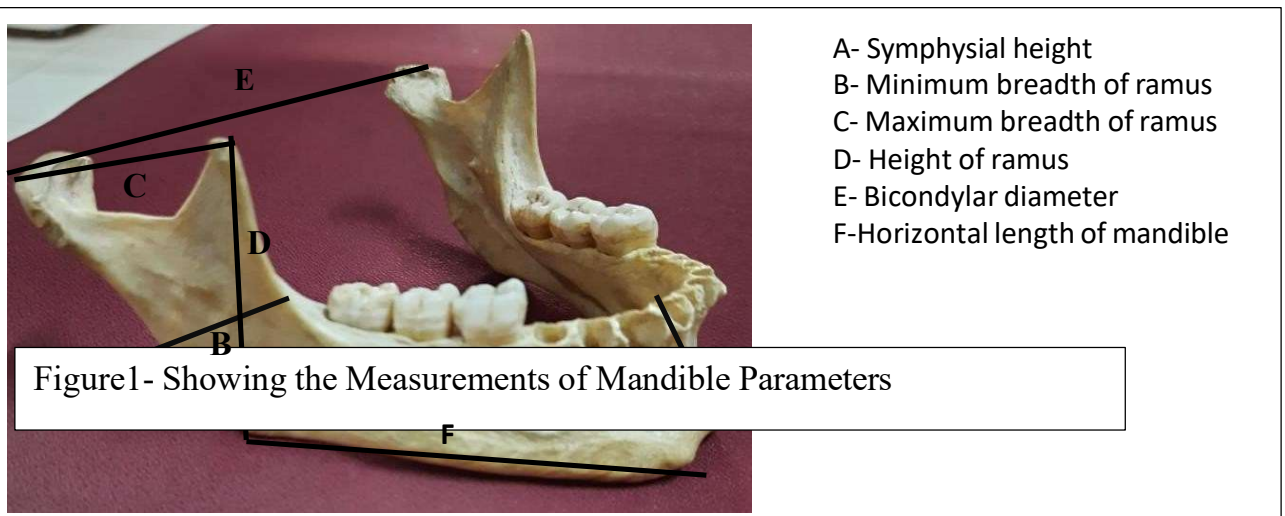 E
C
D
B
F
A- Symphysial height
B- Minimum breadth of ramus
C- Maximum breadth of ramus
D- Height of ramus
E- Bicondylar diameter
F-Horizontal length of mandible
Figure1- Showing the Measurements of Mandible Parameters